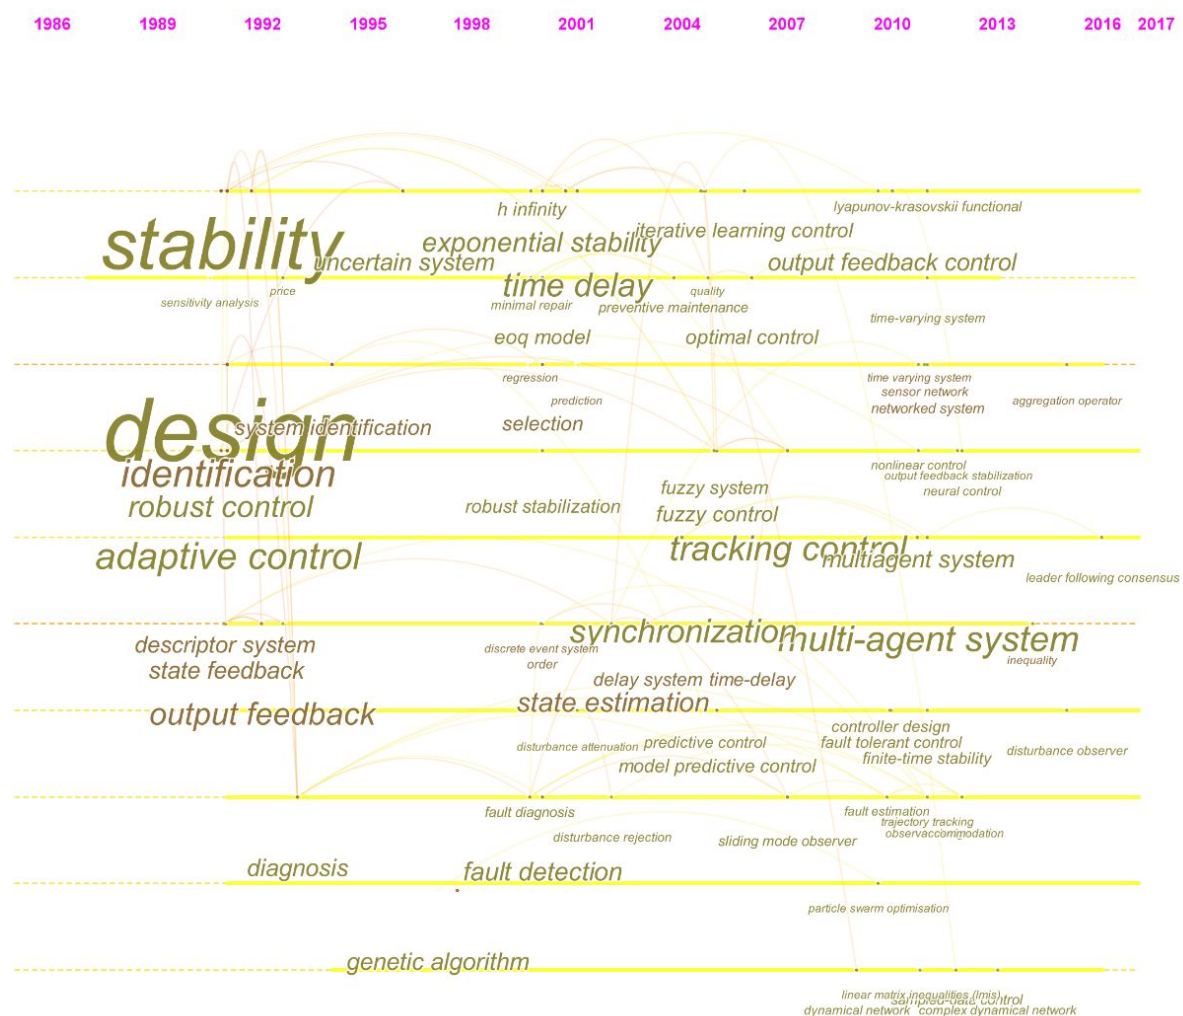 1986 1989 1992 1995 1998 2001 2004 2007 2010 2013 2016 2017
h infinity
lyapunov-krasovskii functional
stability
iterative learning control
exponential stability
uncertain system
output feedback control
time delay
price
quality
sensitivity analysis
minimal repair
preventive maintenance
time-varying system
eoq model
optimal control
regression
time varying system
sensor network
prediction
aggregation operator
networked system
design
system identification
selection
identification
nonlinear control
output feedback stabilization
fuzzy system
neural control
robust control
robust stabilization
fuzzy control
adaptive control
tracking control
multiagent system
leader following consensus
synchronization
multi-agent system
descriptor system
discrete event system
order
inequality
state feedback
delay system time-delay
output feedback
state estimation
controller design
disturbance attenuation
predictive control
fault tolerant control
disturbance observer
finite-time stability
model predictive control
fault diagnosis
fault estimation
trajectory tracking
disturbance rejection
sliding mode observer
accommodation
diagnosis
fault detection
particle swarm optimisation
genetic algorithm
linear matrix inequalities (lmis)
sampled-data control
dynamical network
complex dynamical network